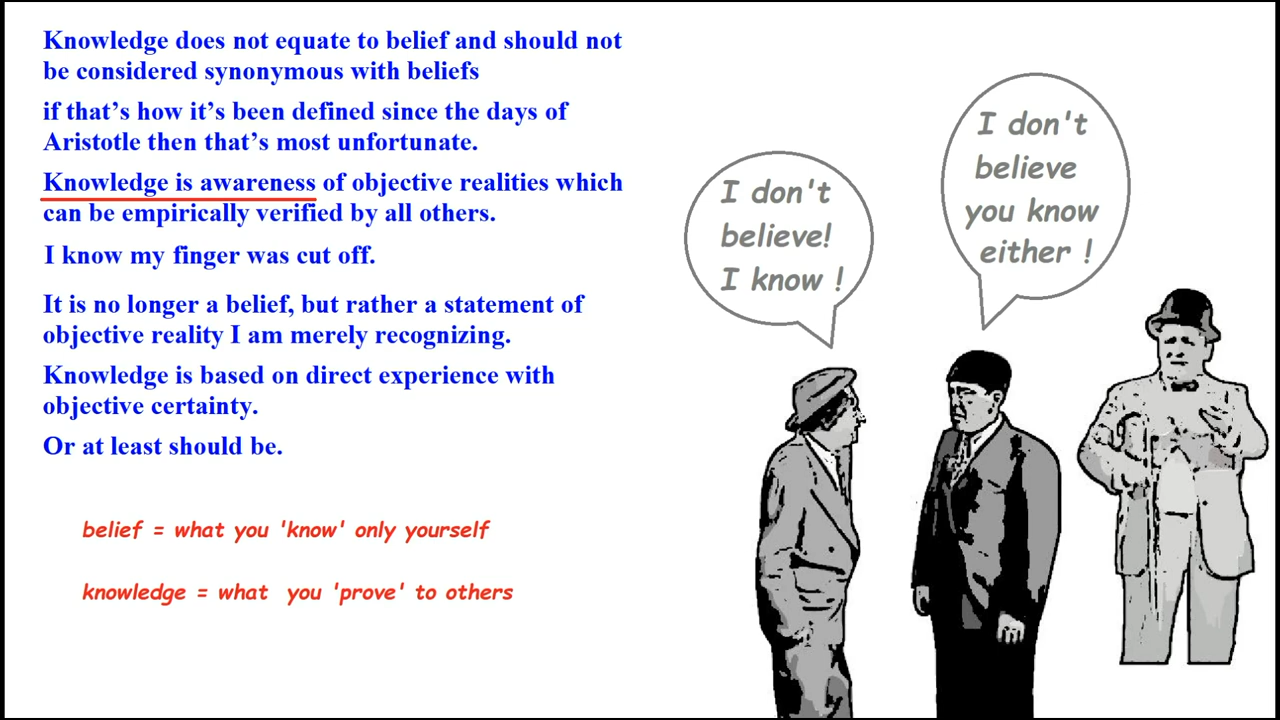 Knowledge does not equate to belief and should not
be considered synonymous with beliefs
if that’s how it’s been defined since the days of
Aristotle then that’s most unfortunate.
Knowledge is awareness of objective realities which
can be empirically verified by all others.
I know my finger was cut off.
It is no longer a belief, but rather a statement of
objective reality I am merely recognizing.
Knowledge is based on direct experience with
objective certainty.
Or at least should be.
belief = what you 'know' only yourself
knowledge = what you 'prove' to others
I don't
believe!
I know !
I don't
believe
you know
either !